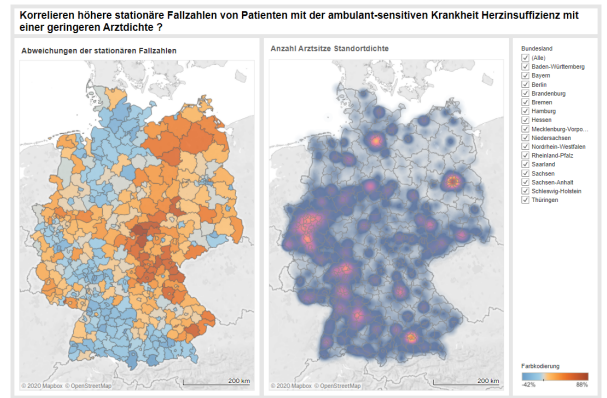 Korrelieren höhere stationäre Fallzahlen von Patienten mit der ambulant-sensitiven Krankheit Herzinsuffizienz mit
einer geringeren Arztdichte ?
Abweichungen der stationären Fallzahlen
Anzahl Arztsitze Standortdichte
Bundesland
(Alle)
Baden-Württemberg
Bayern
Berlin
Brandenburg
Bremen
Hamburg
Hessen
Mecklenburg-Vorpo...
Niedersachsen
Nordrhein-Westfalen
Rheinland-Pfalz
Saarland
Sachsen
Sachsen-Anhalt
Schleswig-Holstein
Thüringen
Farbkodierung
-42% 88%
© 2020 Mapbox © OpenStreetMap
200 km
© 2020 Mapbox © OpenStreetMap
200 km